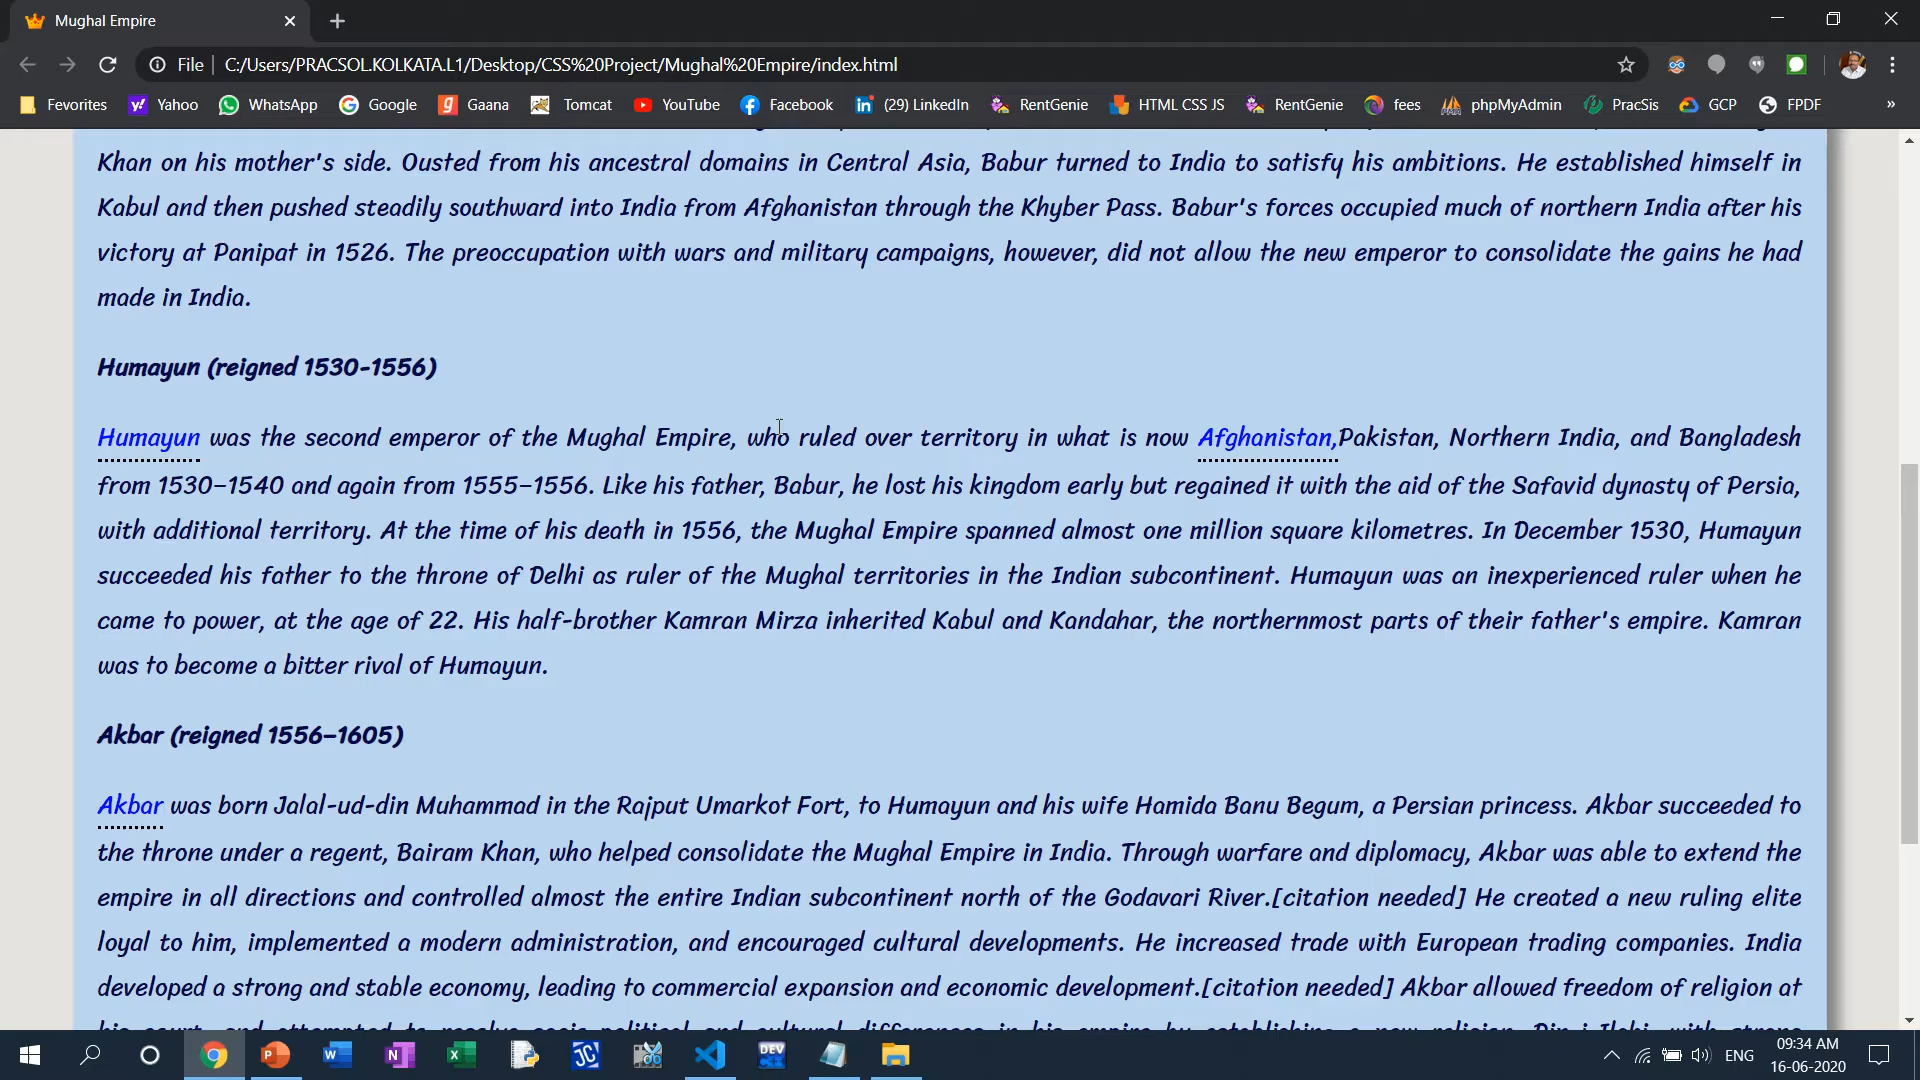 Mugal Empire
File C:/Users/PRACSOL.KOLKATA.L1/Desktop/CSS%20Project/Mughal%20Empire/index.html
Fevorites Yahoo WhatsApp Google Gaana Tomcat YouTube Facebook (29) LinkedIn RentGenie HTML CSS JS RentGenie fees phpMyAdmin PracSis GCP FPDF »
Khan on his mother's side. Ousted from his ancestral domains in Central Asia, Babur turned to India to satisfy his ambitions. He established himself in
Kabul and then pushed steadily southward into India from Afghanistan through the Khyber Pass. Babur's forces occupied much of northern India after his
victory at Panipat in 1526. The preoccupation with wars and military campaigns, however, did not allow the new emperor to consolidate the gains he had
made in India.
Humayun (reigned 1530-1556)
Humayun was the second emperor of the Mughal Empire, who ruled over territory in what is now Afghanistan,Pakistan, Northern India, and Bangladesh
from 1530–1540 and again from 1555–1556. Like his father, Babur, he lost his kingdom early but regained it with the aid of the Safavid dynasty of Persia,
with additional territory. At the time of his death in 1556, the Mughal Empire spanned almost one million square kilometres. In December 1530, Humayun
succeeded his father to the throne of Delhi as ruler of the Mughal territories in the Indian subcontinent. Humayun was an inexperienced ruler when he
came to power, at the age of 22. His half-brother Kamran Mirza inherited Kabul and Kandahar, the northernmost parts of their father's empire. Kamran
was to become a bitter rival of Humayun.
Akbar (reigned 1556–1605)
Akbar was born Jalal-ud-din Muhammad in the Rajput Umarkot Fort, to Humayun and his wife Hamida Banu Begum, a Persian princess. Akbar succeeded to
the throne under a regent, Bairam Khan, who helped consolidate the Mughal Empire in India. Through warfare and diplomacy, Akbar was able to extend the
empire in all directions and controlled almost the entire Indian subcontinent north of the Godavari River.[citation needed] He created a new ruling elite
loyal to him, implemented a modern administration, and encouraged cultural developments. He increased trade with European trading companies. India
developed a strong and stable economy, leading to commercial expansion and economic development.[citation needed] Akbar allowed freedom of religion at
ENG
09:34 AM
16-06-2020